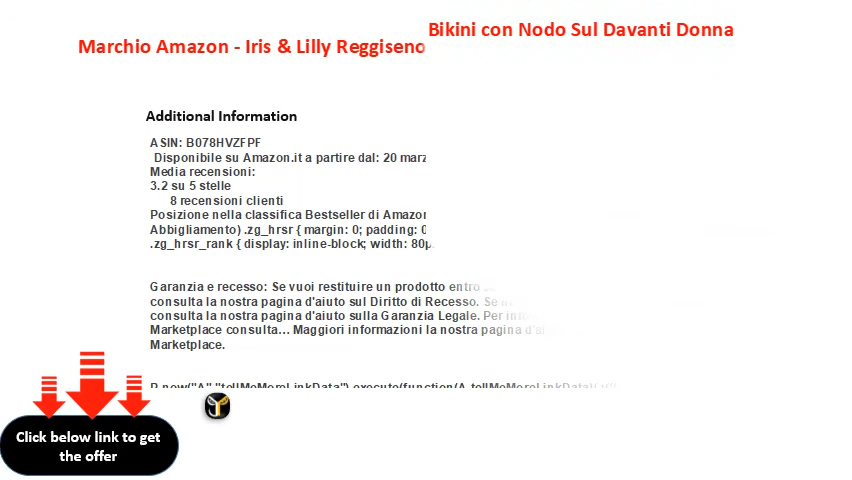 Marchio Amazon - Iris & Lilly Reggiseno
Bikini con Nodo Sul Davanti Donna
Additional Information
ASIN: B078HVZFPF
Disponibile su Amazon.it a partire dal: 20
Media recensioni:
3.2 su 5 stelle
8 recensioni clienti
Posizione nella classifica Bestseller di
Abbigliamento) .zg_hrsr { margin: 0; padding:
.zg_hrsr_rank { display: inline-block; width:
Garanzia e recesso: Se vuoi restituire un prodotto entro
consulta la nostra pagina d'aiuto sul Diritto di Recesso. Se
consulta la nostra pagina d'aiuto sulla Garanzia Legale. Per
Marketplace consulta... Maggiori informazioni la nostra pagina
Marketplace.
Click below link to get
the offer